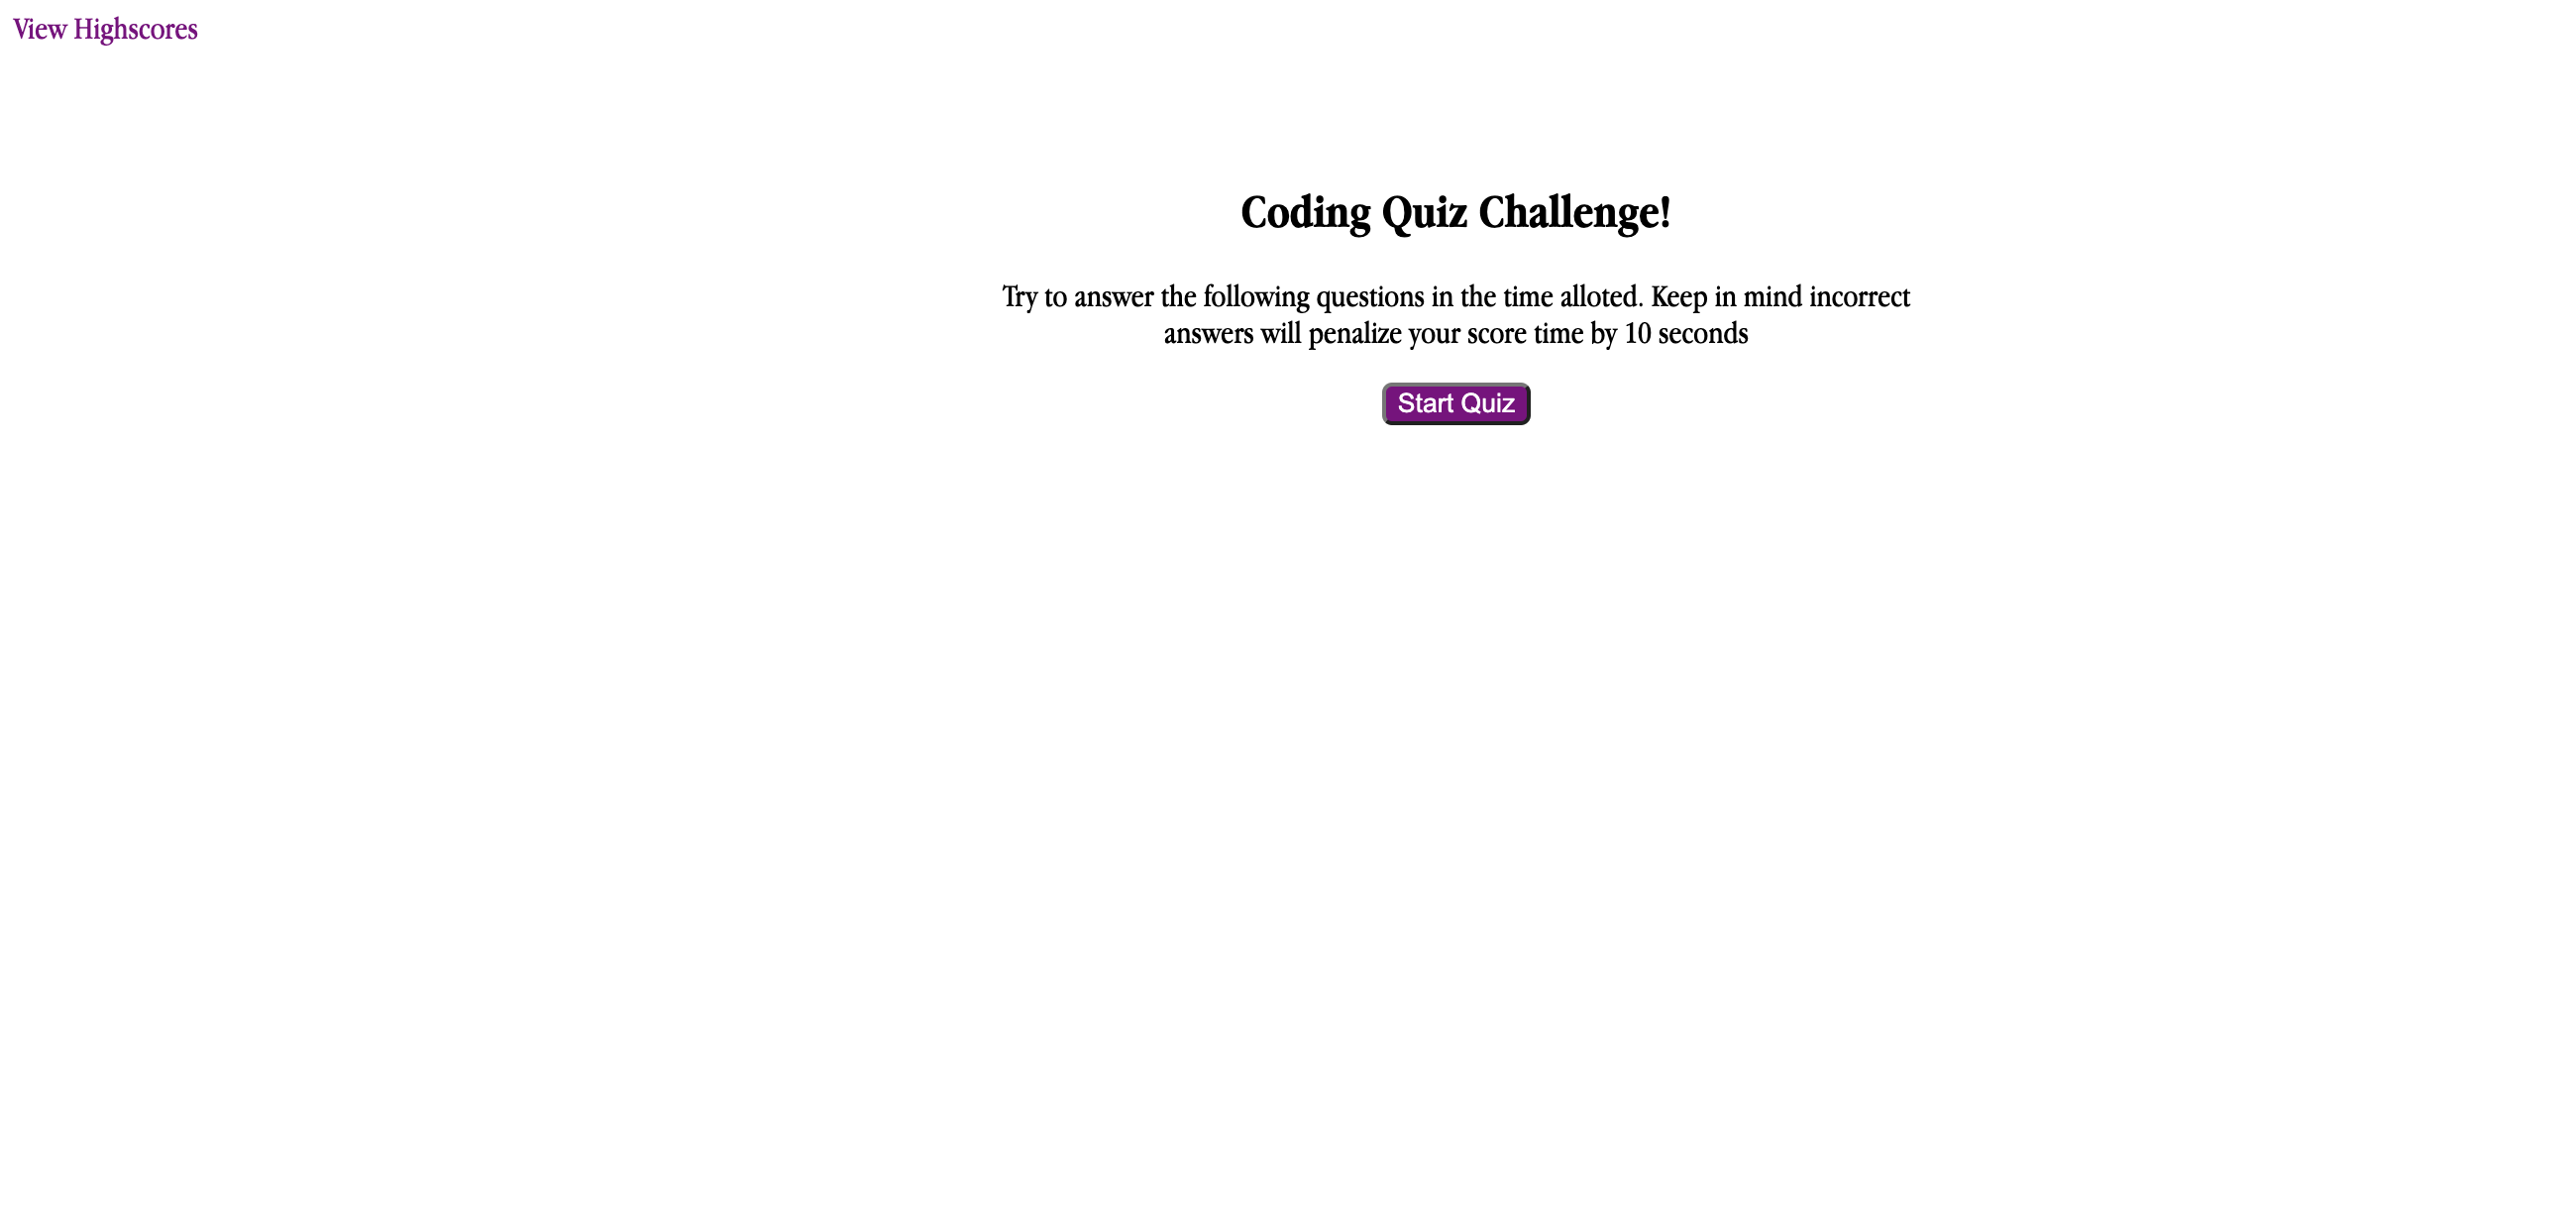 View Highscores
Coding Quiz Challenge!
Try to answer the following questions in the time alloted. Keep in mind incorrect
answers will penalize your score time by 10 seconds
Start Quiz